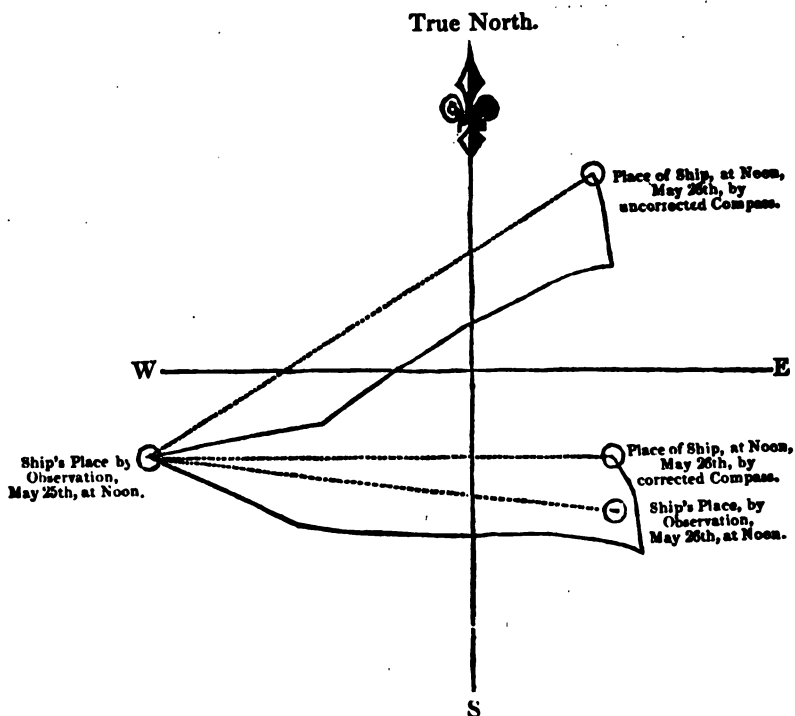 True North.
Place of Ship, at Noon,
May 26th, by
uncorrected Compass.
W
E
Ship's Place by
Observation,
May 25th, at Noon.
Place of Ship, at Noon,
May 26th, by
corrected Compass.
Ship's Place, by
Observation,
May 26th, at Noon.
S